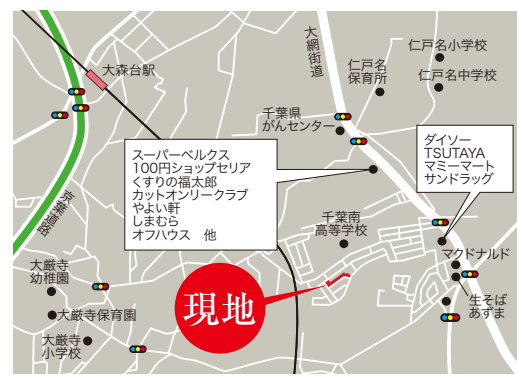 大網街道
仁戸名小学校
仁戸名
保育所
仁戸名中学校
大森台駅
千葉県
がんセンター
スーパーベルクス
100円ショップセリア
くすりの福太郎
カットオンリークラブ
やよい軒
しまむら
オフハウス　他
ダイソー
TSUTAYA
マミーマート
サンドラッグ
京葉道路
千葉南
高等学校
マクドナルド
大厳寺
幼稚園
現地
生そば
あずま
大厳寺保育園
大厳寺
小学校